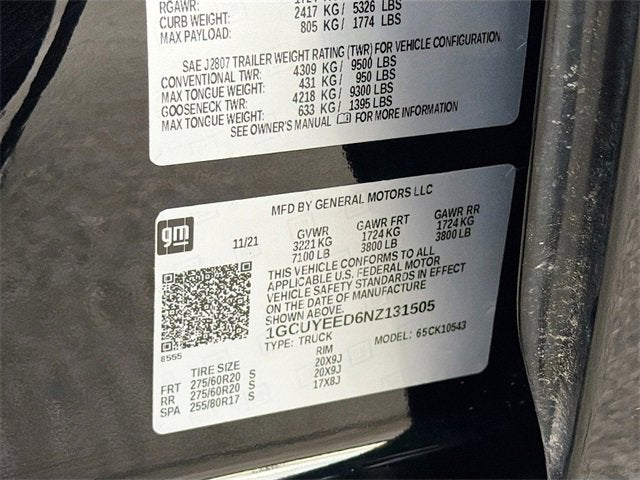 RGAWR:
CURB WEIGHT: 2417 KG / 5326 LBS
MAX PAYLOAD: 805 KG / 1774 LBS
SAE J2807 TRAILER WEIGHT RATING (TWR) FOR VEHICLE CONFIGURATION
CONVENTIONAL TWR: 4309 KG / 9500 LBS
MAX TONGUE WEIGHT: 431 KG / 950 LBS
GOOSENECK TWR: 4218 KG / 9300 LBS
MAX TONGUE WEIGHT: 633 KG / 1395 LBS
SEE OWNER'S MANUAL FOR MORE INFORMATION
MFD BY GENERAL MOTORS LLC
gm
11/21
GVWR GAWR FRT GAWR RR
3221 KG 1724 KG 1724 KG
7100 LB 3800 LB 3800 LB
THIS VEHICLE CONFORMS TO ALL
APPLICABLE U.S. FEDERAL MOTOR
VEHICLE SAFETY STANDARDS IN EFFECT
ON THE DATE OF MANUFACTURE
1GCUYEED6NZ131505
TYPE: TRUCK MODEL: 65CK10543
8555
TIRE SIZE RIM
FRT 275/60R20 S 20X9J
RR 275/60R20 S 20X9J
SPA 255/80R17 S 17X8J